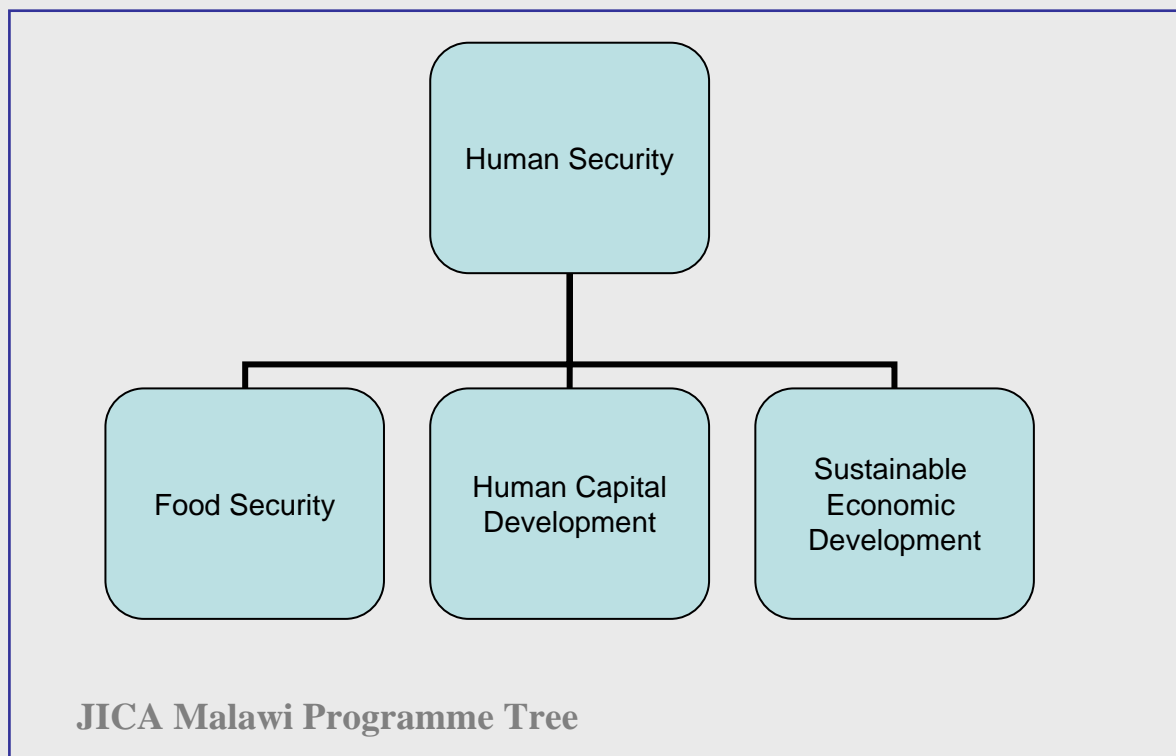 Human Security
Food Security
Human Capital
Development
Sustainable
Economic
Development
JICA Malawi Programme Tree